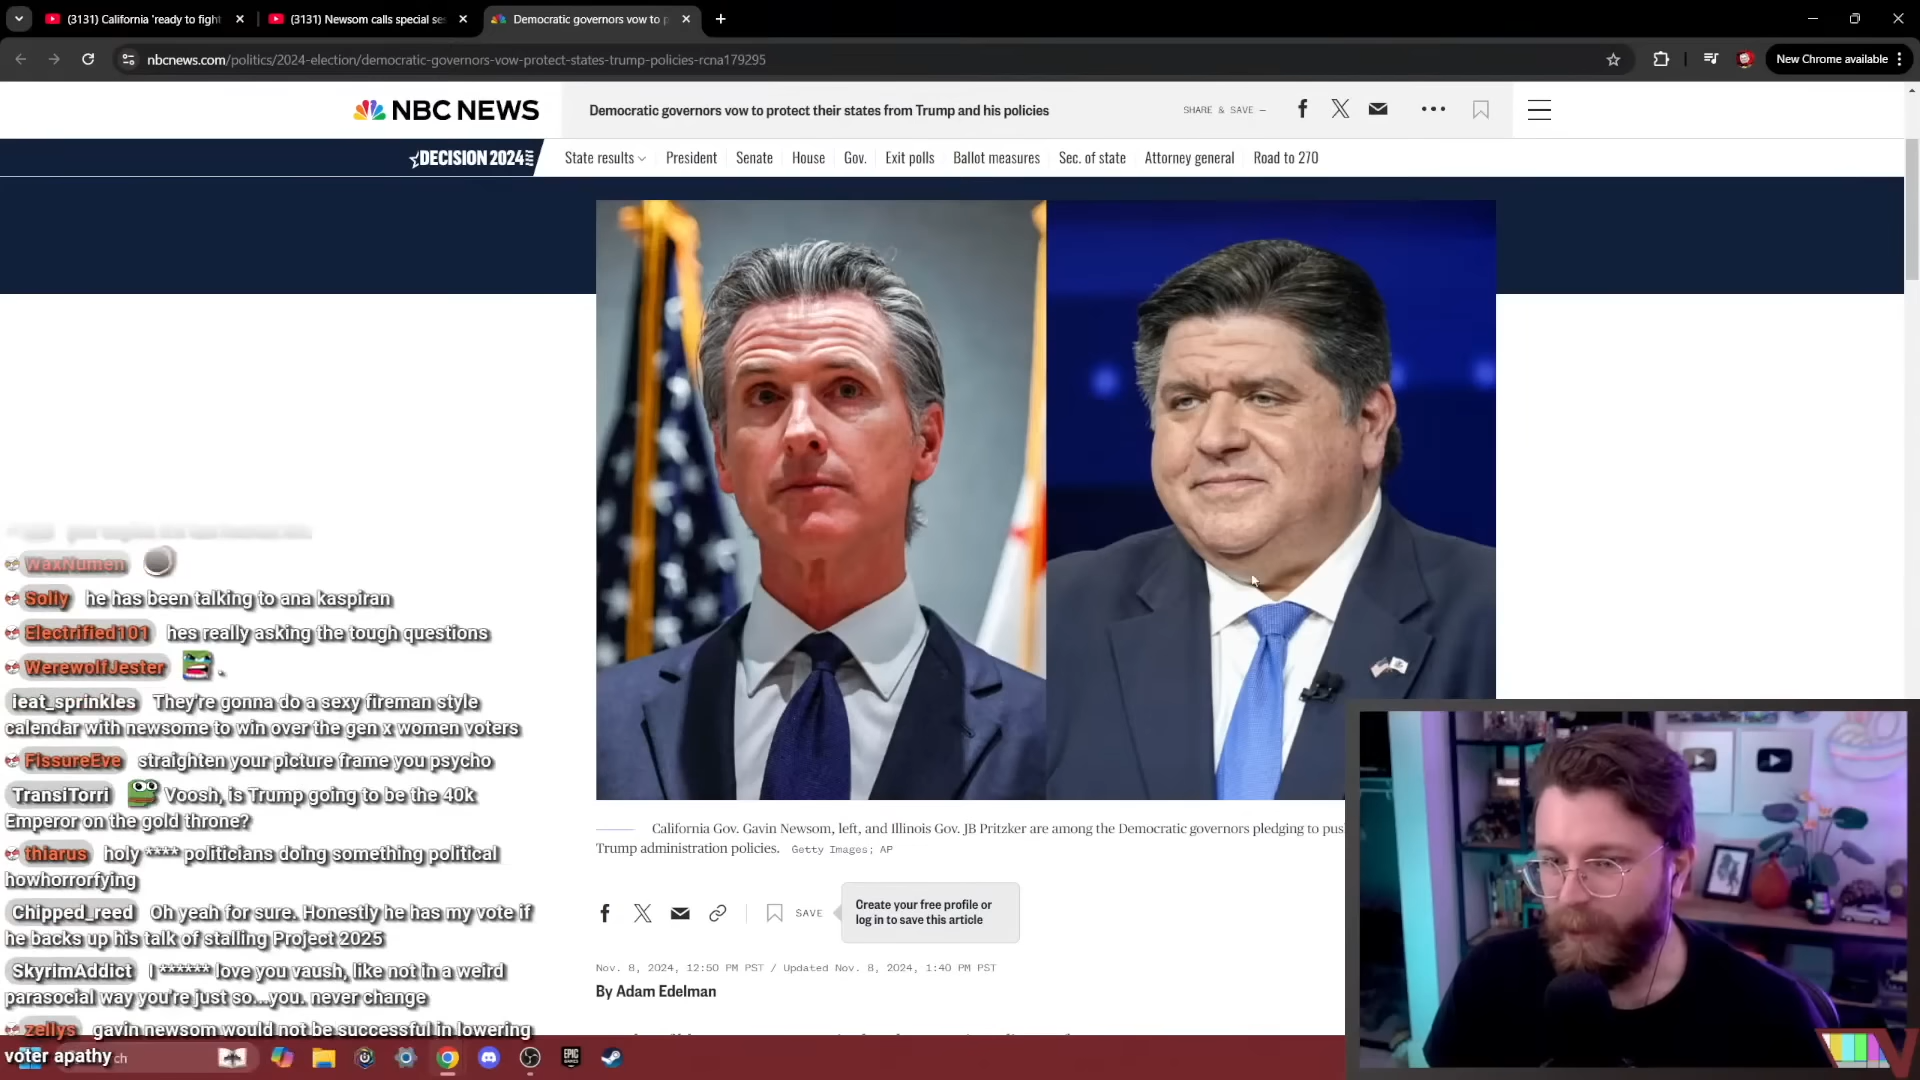 (3131) California 'ready to fight
(3131) Newsom calls special se
Democratic governors vow to p
nbcnews.com/politics/2024-election/democratic-governors-vow-protect-states-trump-policies-rcna179295
New Chrome available
NBC NEWS
Democratic governors vow to protect their states from Trump and his policies
SHARE & SAVE —
DECISION 2024
State results
President
Senate
House
Gov.
Exit polls
Ballot measures
Sec. of state
Attorney general
Road to 270
WaxNumen
Solly he has been talking to ana kaspiran
Electrified101 hes really asking the tough questions
WerewolfJester .
ieat_sprinkles They're gonna do a sexy fireman style
calendar with newsome to win over the gen x women voters
FissureEve straighten your picture frame you psycho
TransiTorri Voosh, is Trump going to be the 40k
Emperor on the gold throne?
thiarus holy **** politicians doing something political
howhorrorfying
Chipped_reed Oh yeah for sure. Honestly he has my vote if
he backs up his talk of stalling Project 2025
SkyrimAddict I ****** love you vaush, like not in a weird
parasocial way you're just so...you. never change
zellys gavin newsom would not be successful in lowering
voter apathy
California Gov. Gavin Newsom, left, and Illinois Gov. JB Pritzker are among the Democratic governors pledging to pus
Trump administration policies. Getty Images; AP
SAVE
Create your free profile or
log in to save this article
Nov. 8, 2024, 12:50 PM PST / Updated Nov. 8, 2024, 1:40 PM PST
By Adam Edelman
ch
EPIC
GAMES